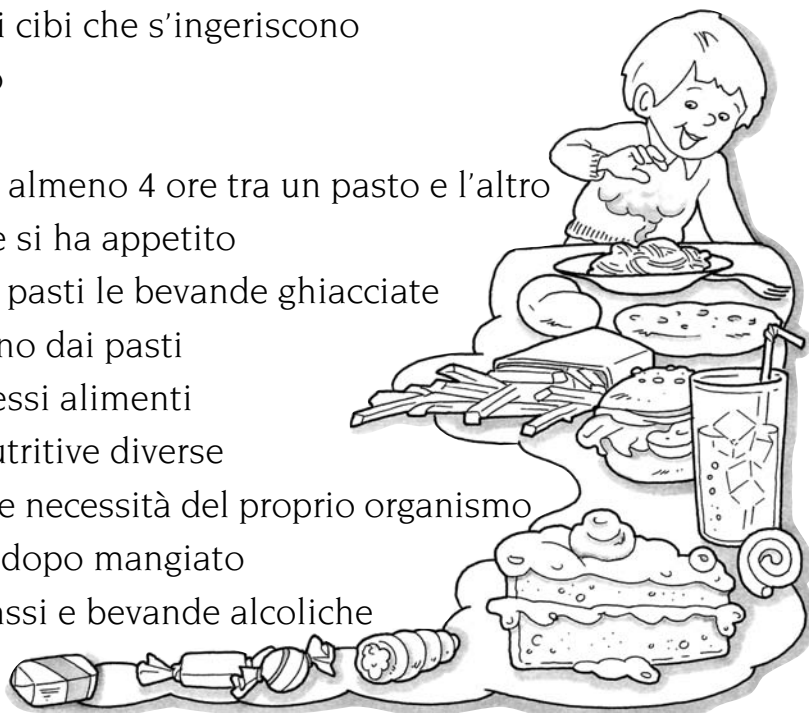 i cibi che s’ingeriscono
almeno 4 ore tra un pasto e l’altro
e si ha appetito
pasti le bevande ghiacciate
no dai pasti
essi alimenti
utritive diverse
e necessità del proprio organismo
dopo mangiato
assi e bevande alcoliche